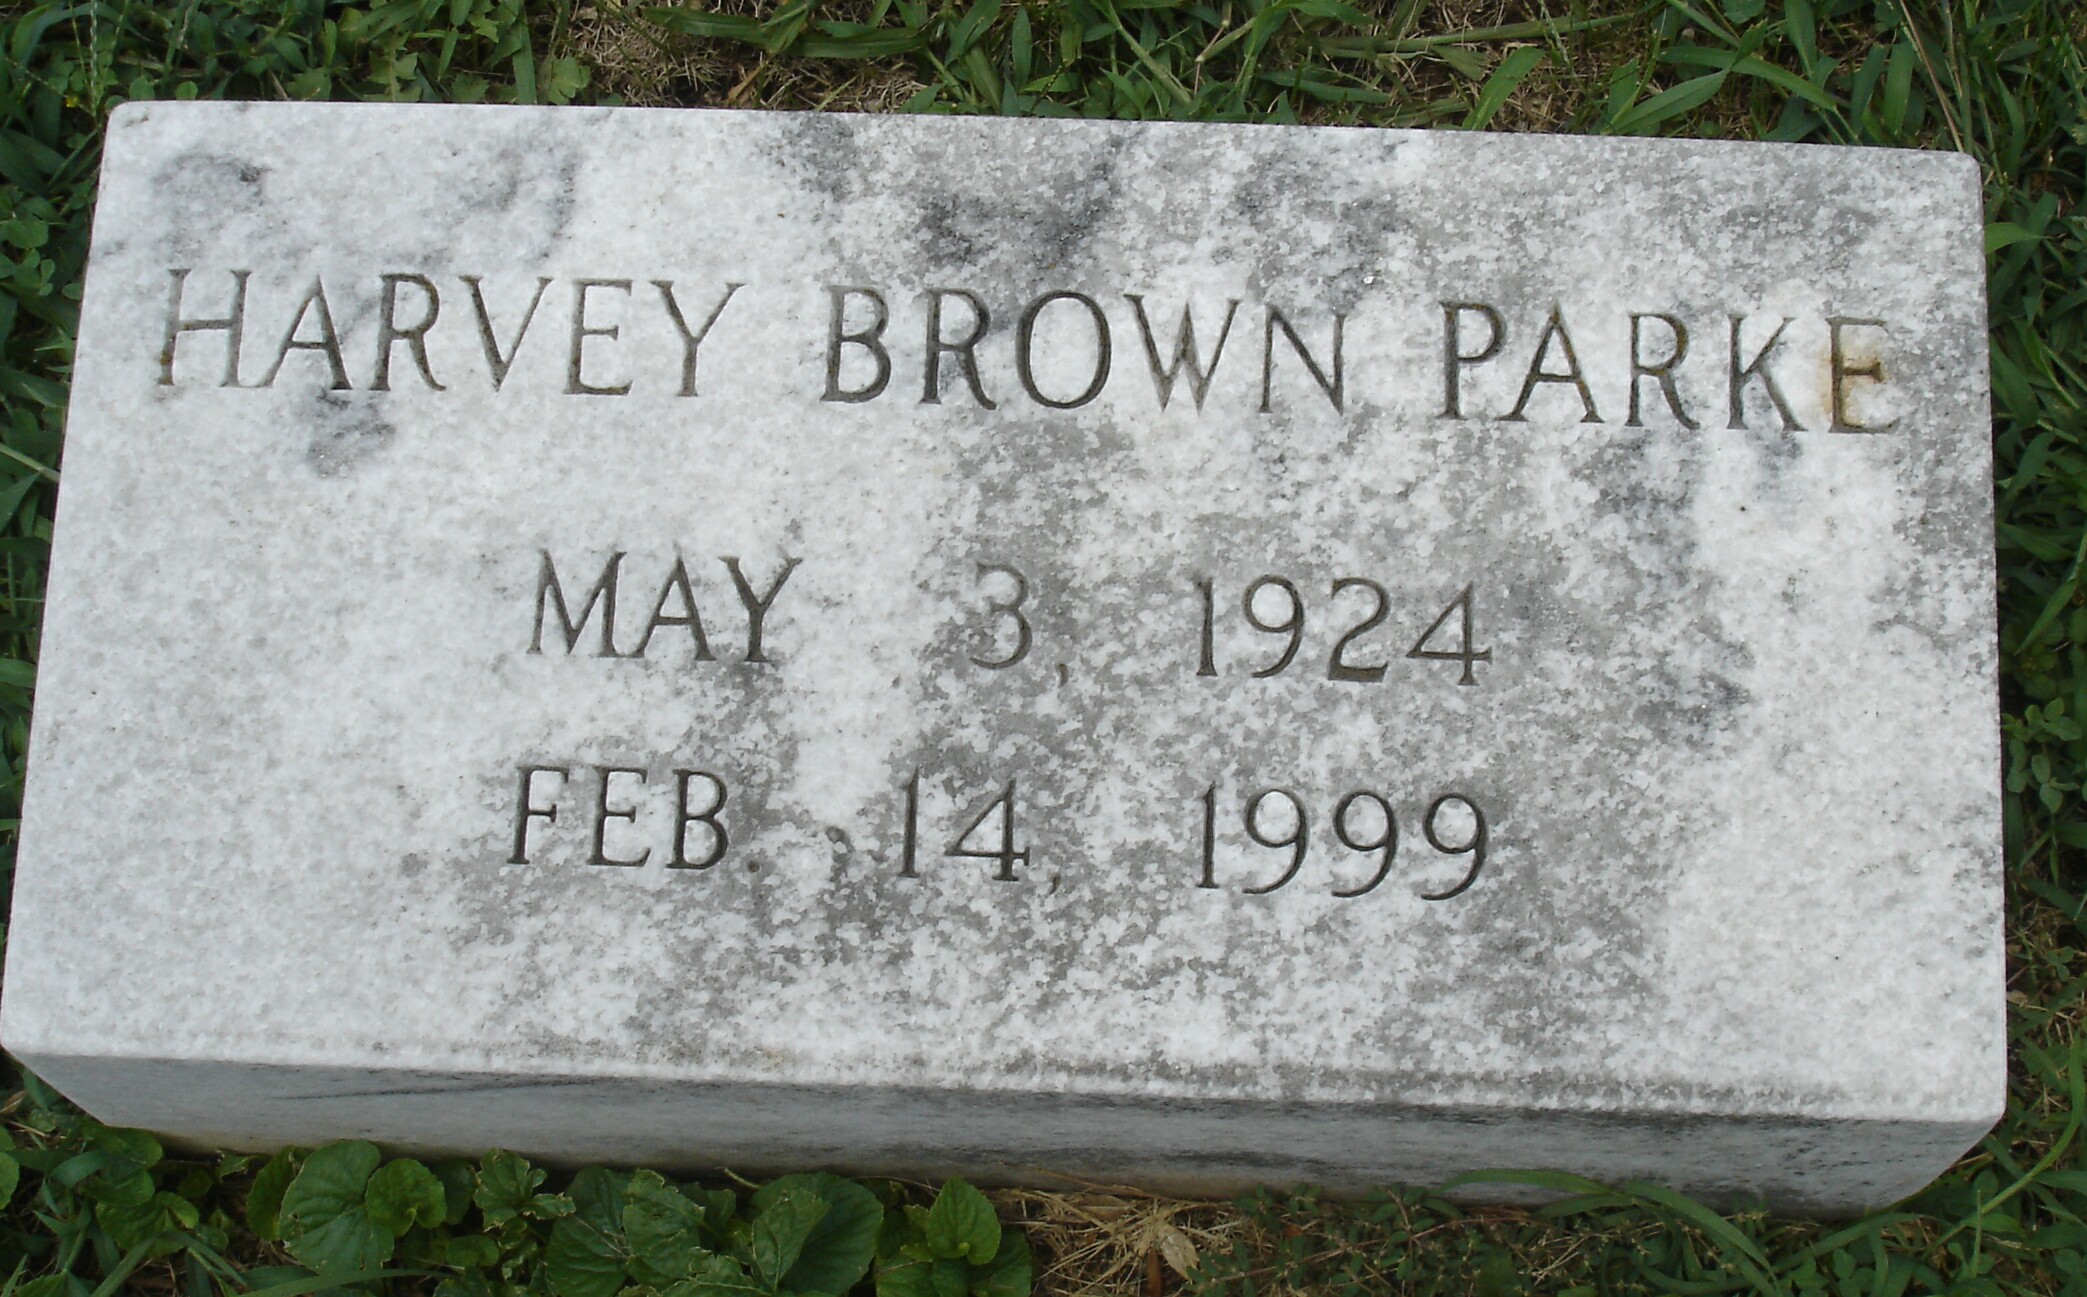 HARVEY BROWN PARKE
MAY 3, 1924
FEB. 14, 1999